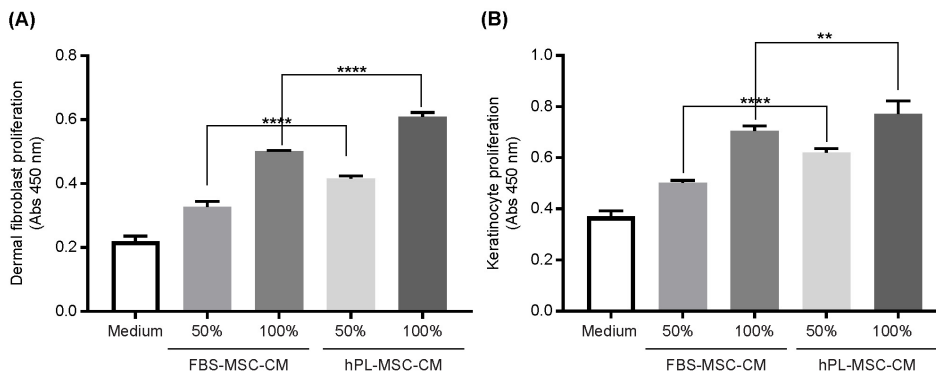 (A)
Dermal fibroblast proliferation
(Abs 450 nm)
0.8
0.6
0.4
0.2
0.0
****
****
Medium 50% 100% 50% 100%
FBS-MSC-CM hPL-MSC-CM
(B)
Keratinocyte proliferation
(Abs 450 nm)
1.0
0.8
0.6
0.4
0.2
0.0
**
****
Medium 50% 100% 50% 100%
FBS-MSC-CM hPL-MSC-CM